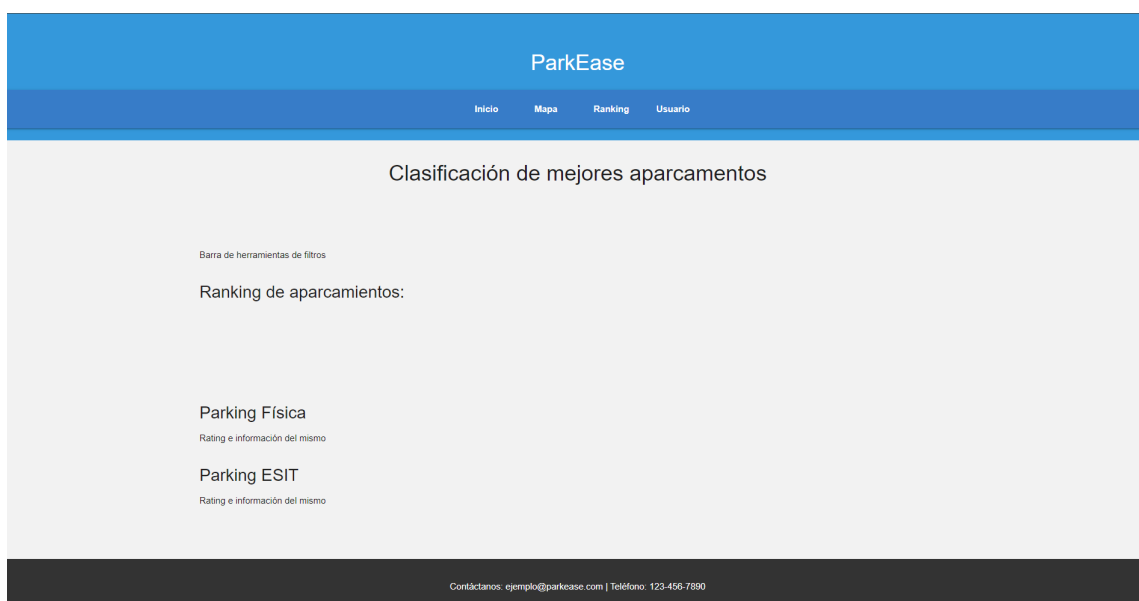 ParkEase
Inicio Mapa Ranking Usuario
Clasificación de mejores aparcamentos
Barra de herramientas de filtros
Ranking de aparcamientos:
Parking Física
Rating e información del mismo
Parking ESIT
Rating e información del mismo
Contáctanos: ejemplo@parkease.com | Teléfono: 123-456-7890